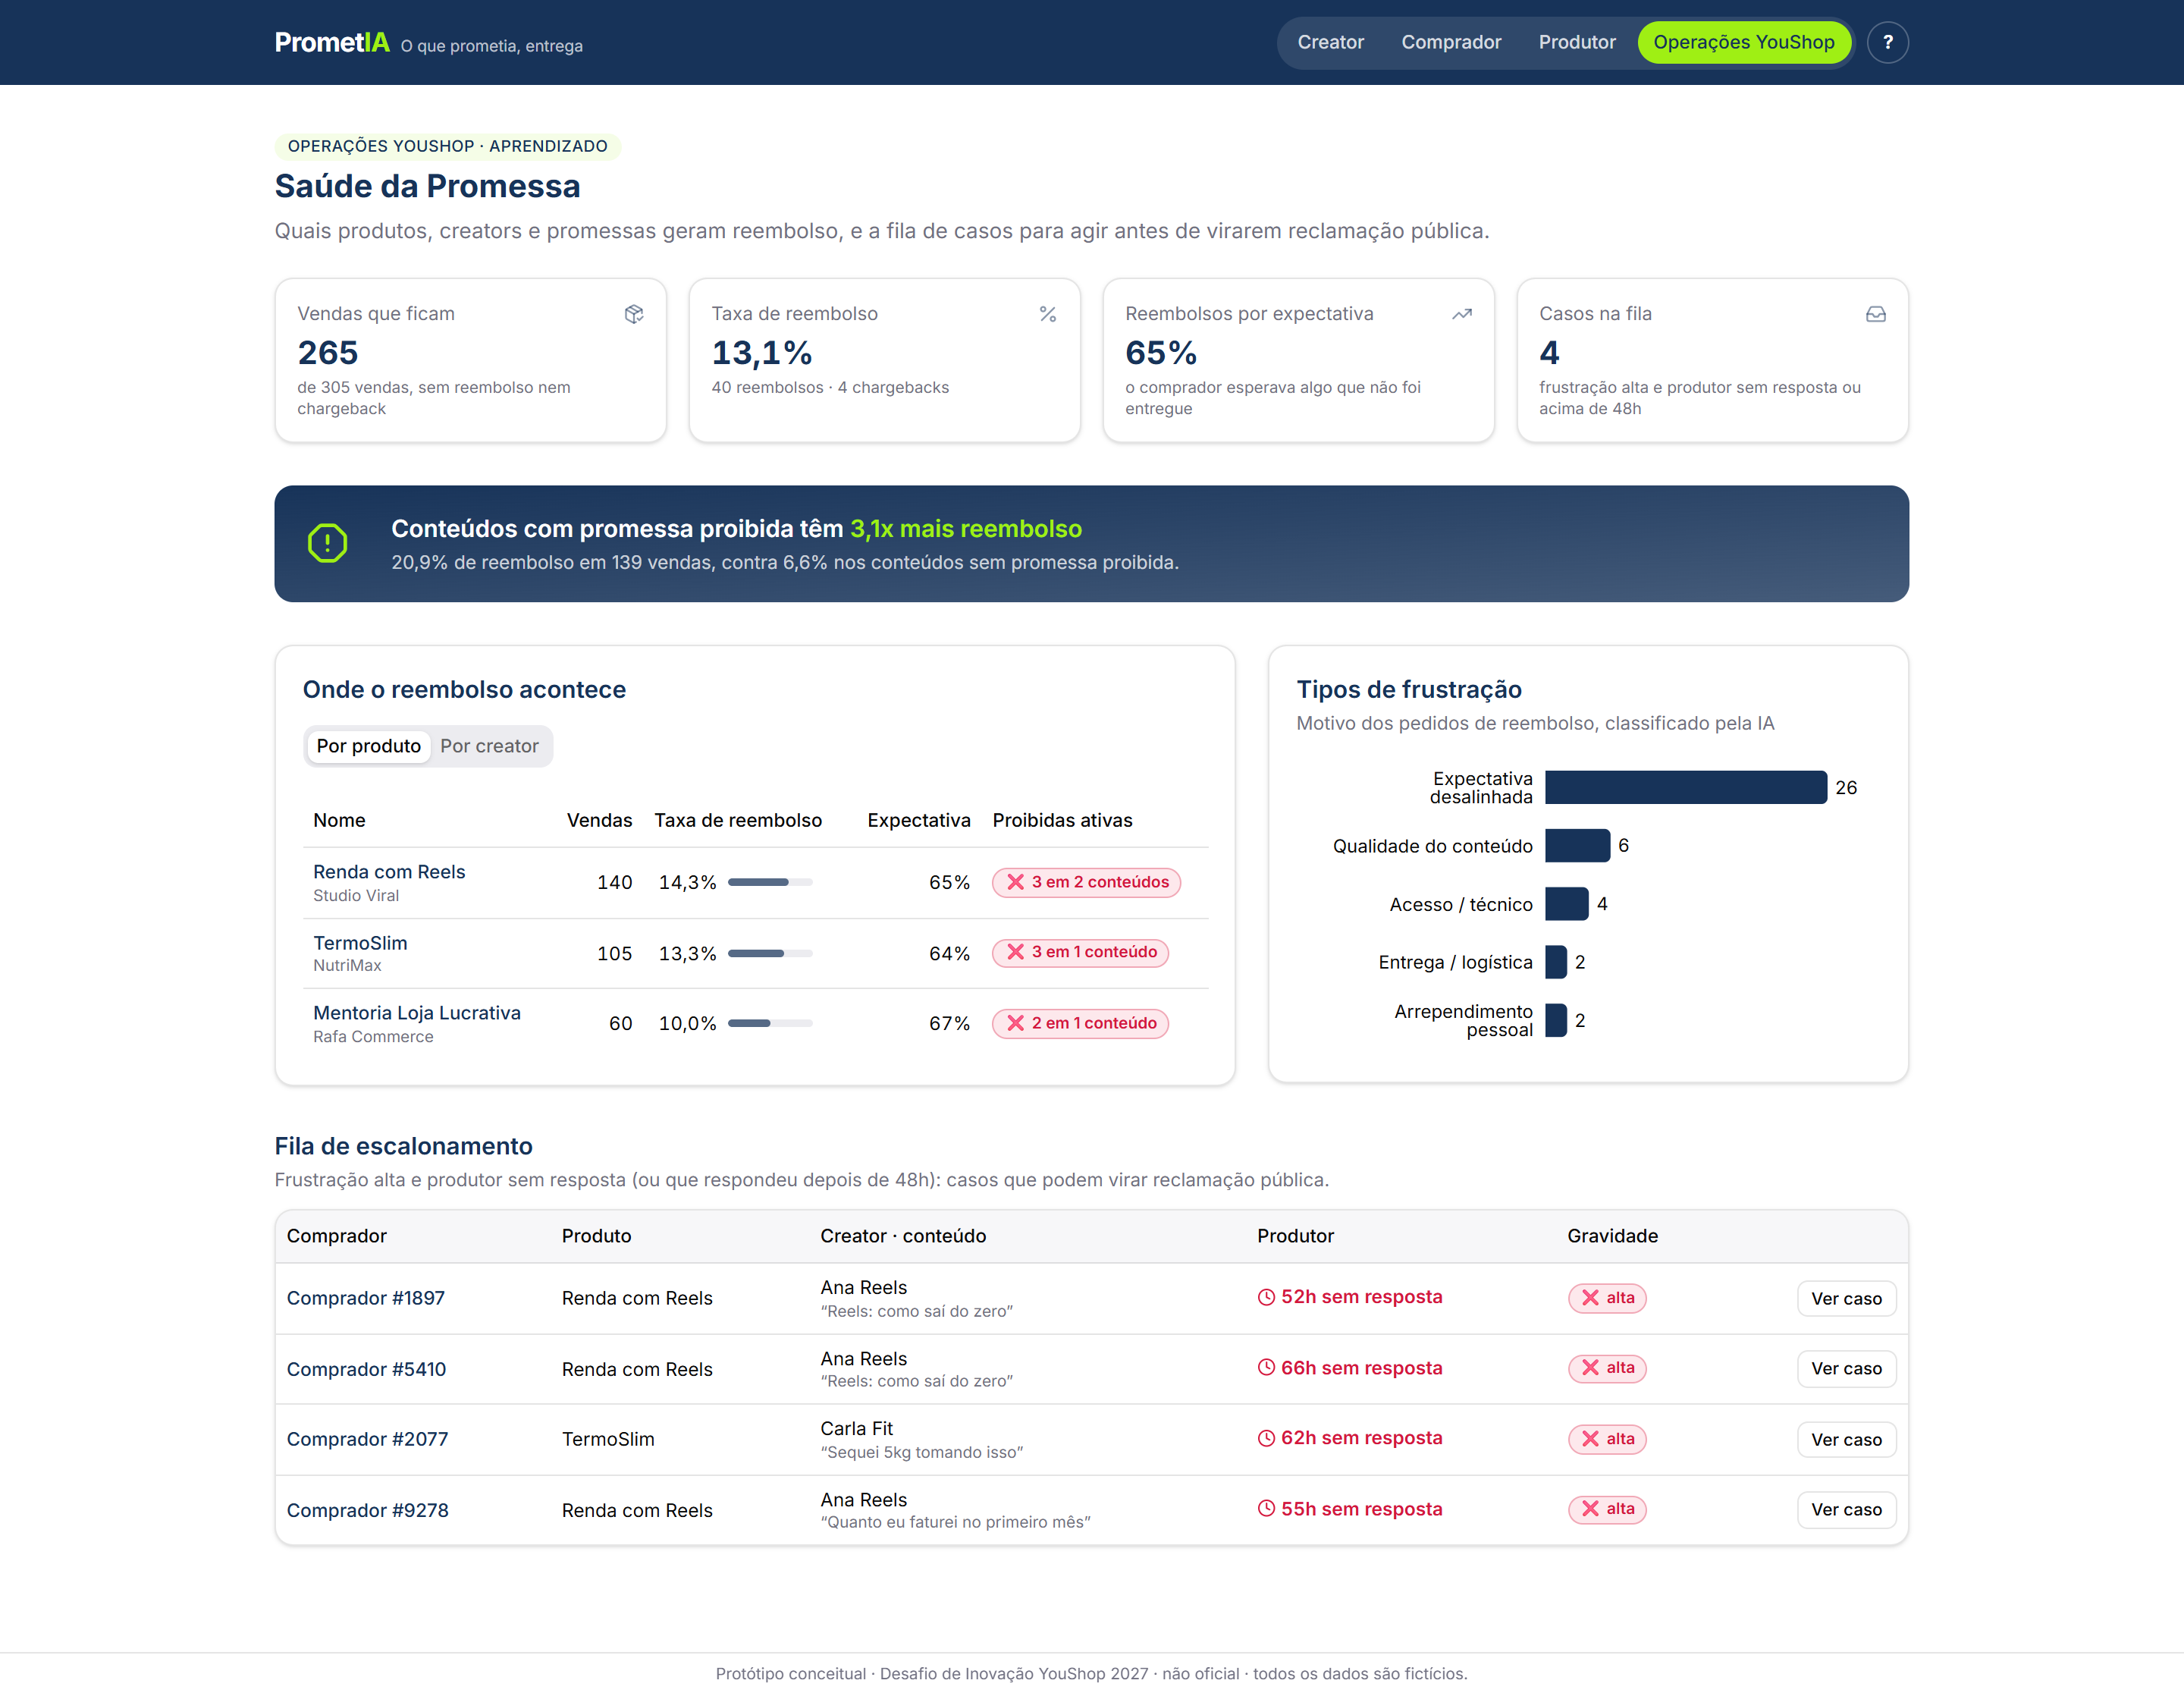 PrometIA O que prometia, entrega
Creator Comprador Produtor Operações YouShop ?
OPERAÇÕES YOUSHOP · APRENDIZADO
Saúde da Promessa
Quais produtos, creators e promessas geram reembolso, e a fila de casos para agir antes de virarem reclamação pública.
Vendas que ficam
265
de 305 vendas, sem reembolso nem
chargeback
Taxa de reembolso
13,1%
40 reembolsos · 4 chargebacks
Reembolsos por expectativa
65%
o comprador esperava algo que não foi
entregue
Casos na fila
4
frustração alta e produtor sem resposta ou
acima de 48h
Conteúdos com promessa proibida têm 3,1x mais reembolso
20,9% de reembolso em 139 vendas, contra 6,6% nos conteúdos sem promessa proibida.
Onde o reembolso acontece
Por produto Por creator
Nome Vendas Taxa de reembolso Expectativa Proibidas ativas
Renda com Reels
Studio Viral
140 14,3% 65% ❌ 3 em 2 conteúdos
TermoSlim
NutriMax
105 13,3% 64% ❌ 3 em 1 conteúdo
Mentoria Loja Lucrativa
Rafa Commerce
60 10,0% 67% ❌ 2 em 1 conteúdo
Tipos de frustração
Motivo dos pedidos de reembolso, classificado pela IA
Expectativa
desalinhada
26
Qualidade do conteúdo 6
Acesso / técnico 4
Entrega / logística 2
Arrependimento
pessoal
2
Fila de escalonamento
Frustração alta e produtor sem resposta (ou que respondeu depois de 48h): casos que podem virar reclamação pública.
Comprador Produto Creator · conteúdo Produtor Gravidade
Comprador #1897 Renda com Reels Ana Reels
“Reels: como saí do zero”
52h sem resposta ❌ alta Ver caso
Comprador #5410 Renda com Reels Ana Reels
“Reels: como saí do zero”
66h sem resposta ❌ alta Ver caso
Comprador #2077 TermoSlim Carla Fit
“Sequei 5kg tomando isso”
62h sem resposta ❌ alta Ver caso
Comprador #9278 Renda com Reels Ana Reels
“Quanto eu faturei no primeiro mês”
55h sem resposta ❌ alta Ver caso
Protótipo conceitual · Desafio de Inovação YouShop 2027 · não oficial · todos os dados são fictícios.